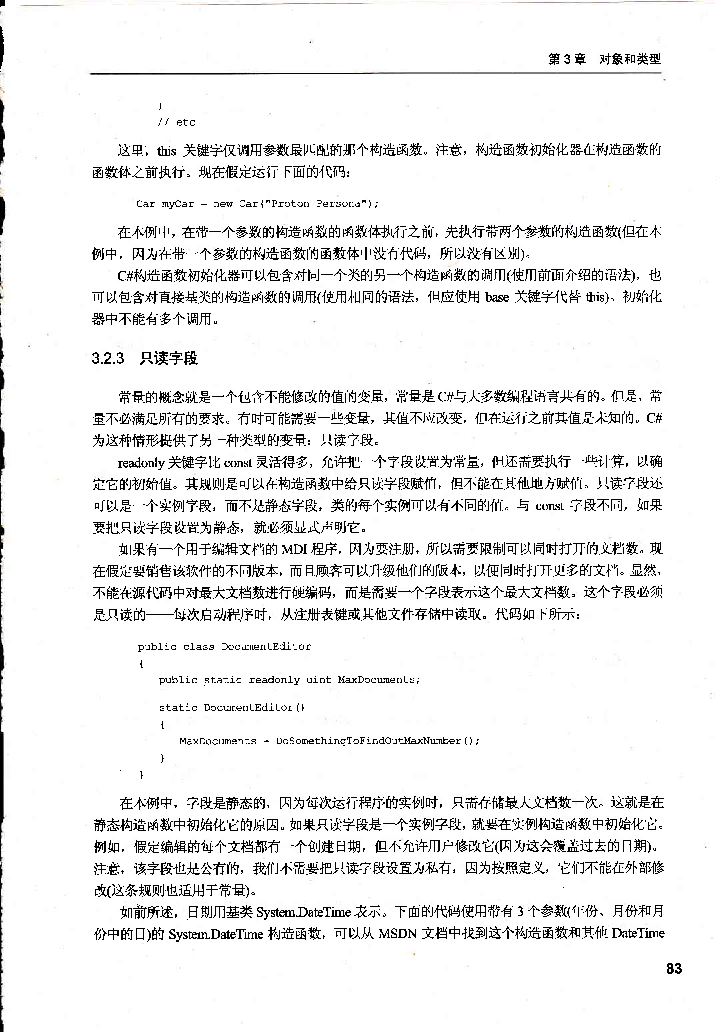 第 3 章 对象和类型
}
// etc
这里，this 关键字仅调用参数最匹配的那个构造函数。注意，构造函数初始化器在构造函数的
函数体之前执行。现在假定运行下面的代码：
Car myCar = new Car("Proton Persona");
在本例中，在带一个参数的构造函数的函数体执行之前，先执行带两个参数的构造函数(但在本
例中，因为在带一个参数的构造函数的函数体中没有代码，所以没有区别)。
C#构造函数初始化器可以包含对同一个类的另一个构造函数的调用(使用前面介绍的语法)，也
可以包含对直接基类的构造函数的调用(使用相同的语法，但应使用 base 关键字代替 this)。初始化
器中不能有多个调用。
3.2.3 只读字段
常量的概念就是一个包含不能修改的值的变量，常量是 C#与大多数编程语言共有的。但是，常
量不必满足所有的要求。有时可能需要一些变量，其值不应改变，但在运行之前其值是未知的。C#
为这种情形提供了另一种类型的变量：只读字段。
readonly 关键字比 const 灵活得多，允许把一个字段设置为常量，但还需要执行一些计算，以确
定它的初始值。其规则是可以在构造函数中给只读字段赋值，但不能在其他地方赋值。只读字段还
可以是一个实例字段，而不是静态字段，类的每个实例可以有不同的值。与 const 字段不同，如果
要把只读字段设置为静态，就必须显式声明它。
如果有一个用于编辑文档的 MDI 程序，因为要注册，所以需要限制可以同时打开的文档数。现
在假定要销售该软件的不同版本，而且顾客可以升级他们的版本，以便同时打开更多的文档。显然，
不能在源代码中对最大文档数进行硬编码，而是需要一个字段表示这个最大文档数。这个字段必须
是只读的——每次启动程序时，从注册表键或其他文件存储中读取。代码如下所示：
public class DocumentEditor
{
public static readonly uint MaxDocuments;
static DocumentEditor()
{
MaxDocuments = DoSomethingToFindOutMaxNumber();
}
}
在本例中，字段是静态的，因为每次运行程序的实例时，只需存储最大文档数一次。这就是在
静态构造函数中初始化它的原因。如果只读字段是一个实例字段，就要在实例构造函数中初始化它。
例如，假定编辑的每个文档都有一个创建日期，但不允许用户修改它(因为这会覆盖过去的日期)。
注意，该字段也是公有的，我们不需要把只读字段设置为私有，因为按照定义，它们不能在外部修
改(这条规则也适用于常量)。
如前所述，日期用基类 System.DateTime 表示。下面的代码使用带有 3 个参数(年份、月份和月
份中的日)的 System.DateTime 构造函数，可以从 MSDN 文档中找到这个构造函数和其他 DateTime
83